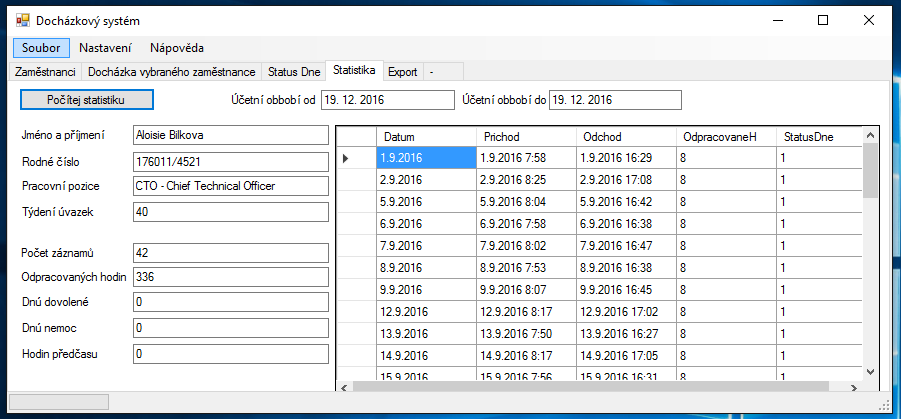 Docházkový systém
Soubor Nastavení Nápověda
Zaměstnanci Docházka vybraného zaměstnance Status Dne Statistika Export -
Počítej statistiku Účetní obbobí od 19. 12. 2016 Účetní obbobí do 19. 12. 2016
Jméno a příjmení Aloisie Bilkova
Rodné číslo 176011/4521
Pracovní pozice CTO - Chief Technical Officer
Týdení úvazek 40
Počet záznamů 42
Odpracovaných hodin 336
Dnú dovolené 0
Dnú nemoc 0
Hodin předčasu 0
Datum Prichod Odchod OdpracovaneH StatusDne
1.9.2016 1.9.2016 7:58 1.9.2016 16:29 8 1
2.9.2016 2.9.2016 8:25 2.9.2016 17:08 8 1
5.9.2016 5.9.2016 8:04 5.9.2016 16:42 8 1
6.9.2016 6.9.2016 7:58 6.9.2016 16:38 8 1
7.9.2016 7.9.2016 8:02 7.9.2016 16:47 8 1
8.9.2016 8.9.2016 7:53 8.9.2016 16:38 8 1
9.9.2016 9.9.2016 8:07 9.9.2016 16:45 8 1
12.9.2016 12.9.2016 8:17 12.9.2016 17:02 8 1
13.9.2016 13.9.2016 7:50 13.9.2016 16:27 8 1
14.9.2016 14.9.2016 8:17 14.9.2016 17:05 8 1
15.9.2016 15.9.2016 7:56 15.9.2016 16:31 8 1